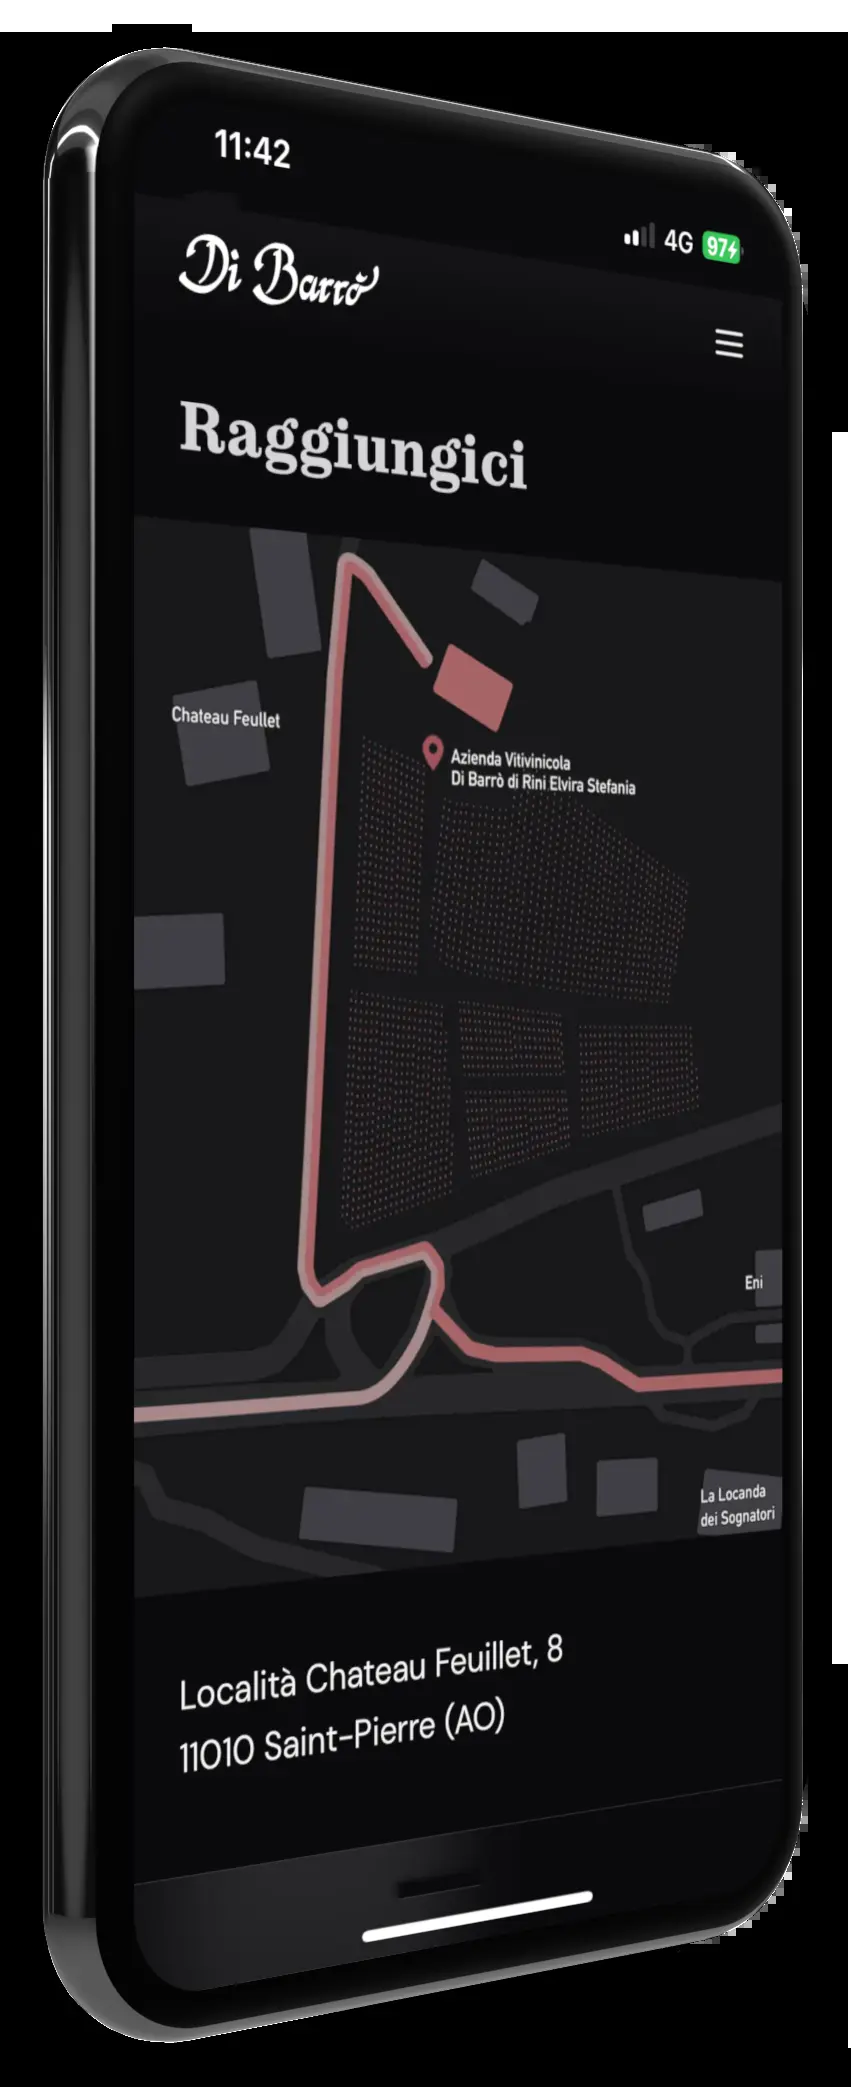 11:42
4G 97
Di Barrò
Raggiungici
Chateau Feullet
Azienda Vitivinicola
Di Barrò di Rini Elvira Stefania
Eni
La Locanda
dei Sognatori
Località Chateau Feuillet, 8
11010 Saint-Pierre (AO)